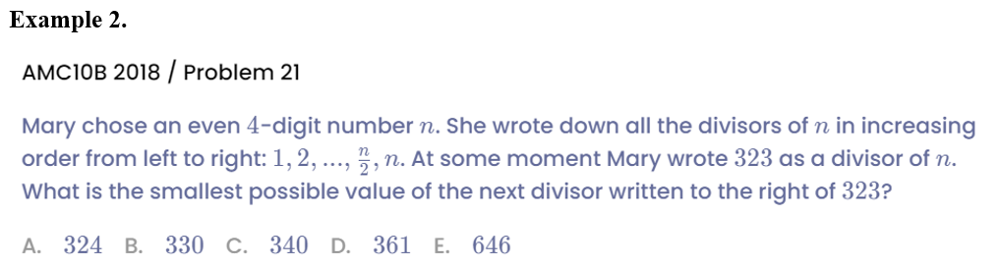 Example 2.
AMC10B 2018 / Problem 21
Mary chose an even 4-digit number n. She wrote down all the divisors of n in increasing
order from left to right: 1, 2, ..., n/2, n. At some moment Mary wrote 323 as a divisor of n.
What is the smallest possible value of the next divisor written to the right of 323?
A. 324 B. 330 C. 340 D. 361 E. 646